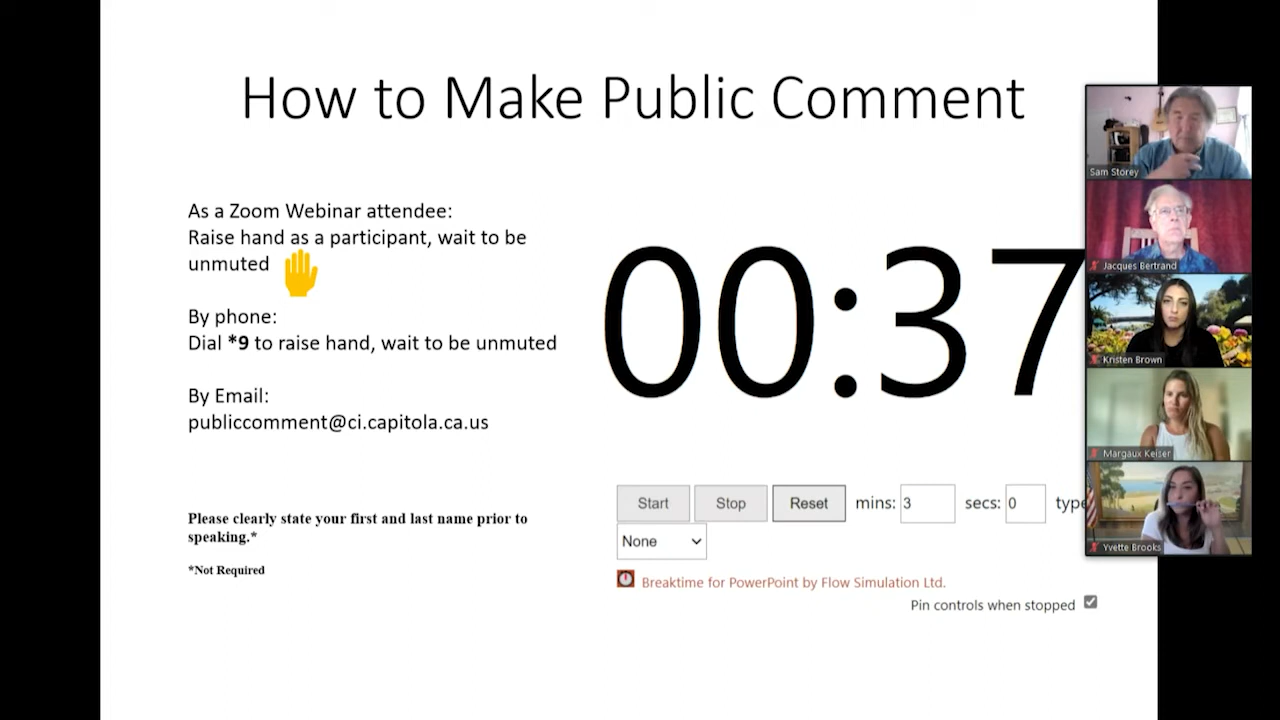 How to Make Public Comment
As a Zoom Webinar attendee:
Raise hand as a participant, wait to be
unmuted
By phone:
Dial *9 to raise hand, wait to be unmuted
By Email:
publiccomment@ci.capitola.ca.us
Please clearly state your first and last name prior to
speaking.*
*Not Required
00:37
Start Stop Reset mins: 3 secs: 0 type
None
Breaktime for PowerPoint by Flow Simulation Ltd.
Pin controls when stopped
Sam Storey
Jacques Bertrand
Kristen Brown
Margaux Keiser
Yvette Brooks